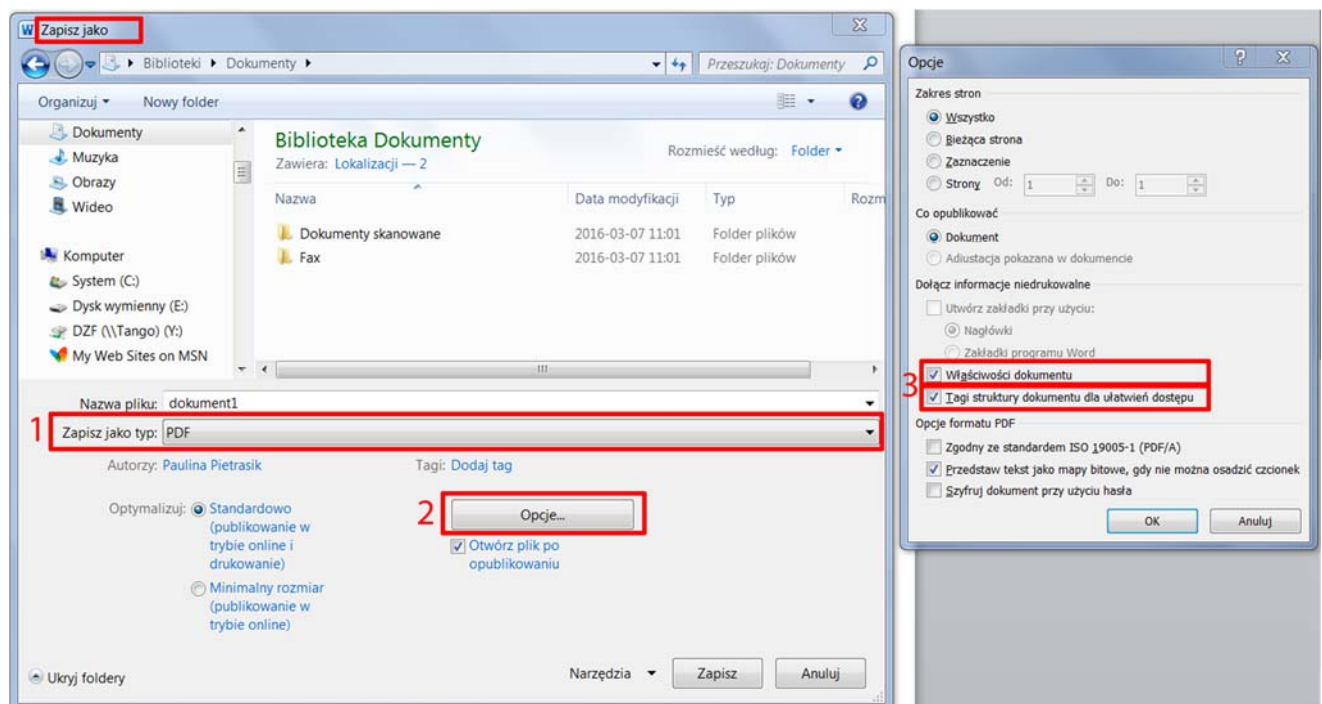 Zapisz jako
Biblioteki Dokumenty
Przeszukaj: Dokumenty
Organizuj Nowy folder
Dokumenty
Muzyka
Obrazy
Wideo
Komputer
System (C:)
Dysk wymienny (E:)
DZF (\\Tango) (Y:)
My Web Sites on MSN
Biblioteka Dokumenty
Zawiera: Lokalizacji — 2
Rozmieść według: Folder
Nazwa Data modyfikacji Typ Rozm
Dokumenty skanowane 2016-03-07 11:01 Folder plików
Fax 2016-03-07 11:01 Folder plików
Nazwa pliku: dokument1
1 Zapisz jako typ: PDF
Autorzy: Paulina Pietrasik Tagi: Dodaj tag
Optymalizuj: Standardowo
(publikowanie w
trybie online i
drukowanie)
Minimalny rozmiar
(publikowanie w
trybie online)
2 Opcje...
Otwórz plik po
opublikowaniu
Ukryj foldery Narzędzia Zapisz Anuluj
Opcje
Zakres stron
Wszystko
Bieżąca strona
Zaznaczenie
Strony Od: 1 Do: 1
Co opublikować
Dokument
Adiustacja pokazana w dokumencie
Dołącz informacje niedrukowalne
Utwórz zakładki przy użyciu:
Nagłówki
Zakładki programu Word
3 Właściwości dokumentu
Tagi struktury dokumentu dla ułatwień dostępu
Opcje formatu PDF
Zgodny ze standardem ISO 19005-1 (PDF/A)
Przedstaw tekst jako mapy bitowe, gdy nie można osadzić czcionek
Szyfruj dokument przy użyciu hasła
OK Anuluj